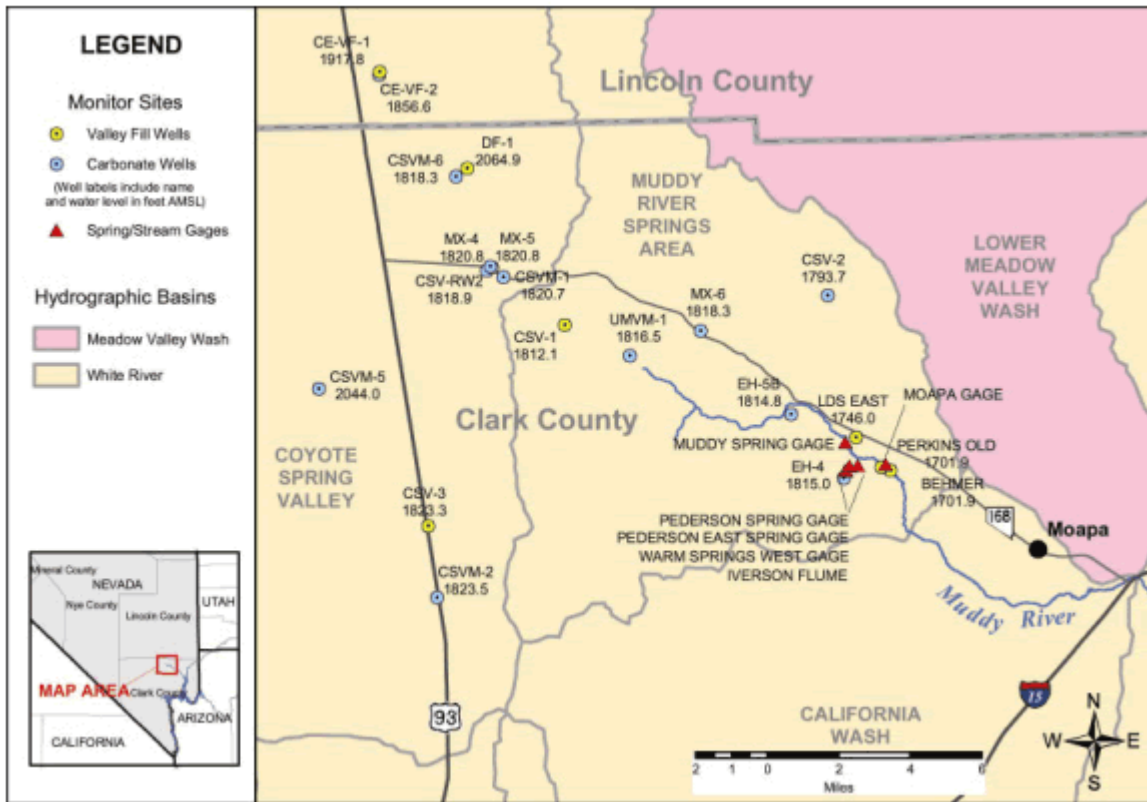 LEGEND
Monitor Sites
Valley Fill Wells
Carbonate Wells
(Well labels include name
and water level in feet AMSL)
Spring/Stream Gages
Hydrographic Basins
Meadow Valley Wash
White River
Mineral County
NEVADA
Nye County
UTAH
Lincoln County
MAP AREA
Clark County
ARIZONA
CALIFORNIA
CE-VF-1
1917.8
CE-VF-2
1856.6
Lincoln County
DF-1
2064.9
CSVM-6
1818.3
MUDDY
RIVER
SPRINGS
AREA
LOWER
MEADOW
VALLEY
WASH
MX-4
1820.8
MX-5
1820.8
CSV-RW2
1818.9
CSVM-1
1820.7
CSV-2
1793.7
MX-6
1818.3
UMVM-1
1816.5
CSV-1
1812.1
CSVM-5
2044.0
Clark County
EH-5B
1814.8
LDS EAST
1746.0
MOAPA GAGE
MUDDY SPRING GAGE
PERKINS OLD
1701.9
COYOTE
SPRING
VALLEY
EH-4
1815.0
BEHMER
1701.9
CSV-3
1823.3
PEDERSON SPRING GAGE
PEDERSON EAST SPRING GAGE
WARM SPRINGS WEST GAGE
IVERSON FLUME
168
Moapa
CSVM-2
1823.5
Muddy River
93
15
CALIFORNIA
WASH
N
W E
S
2 1 0 2 4 6
Miles